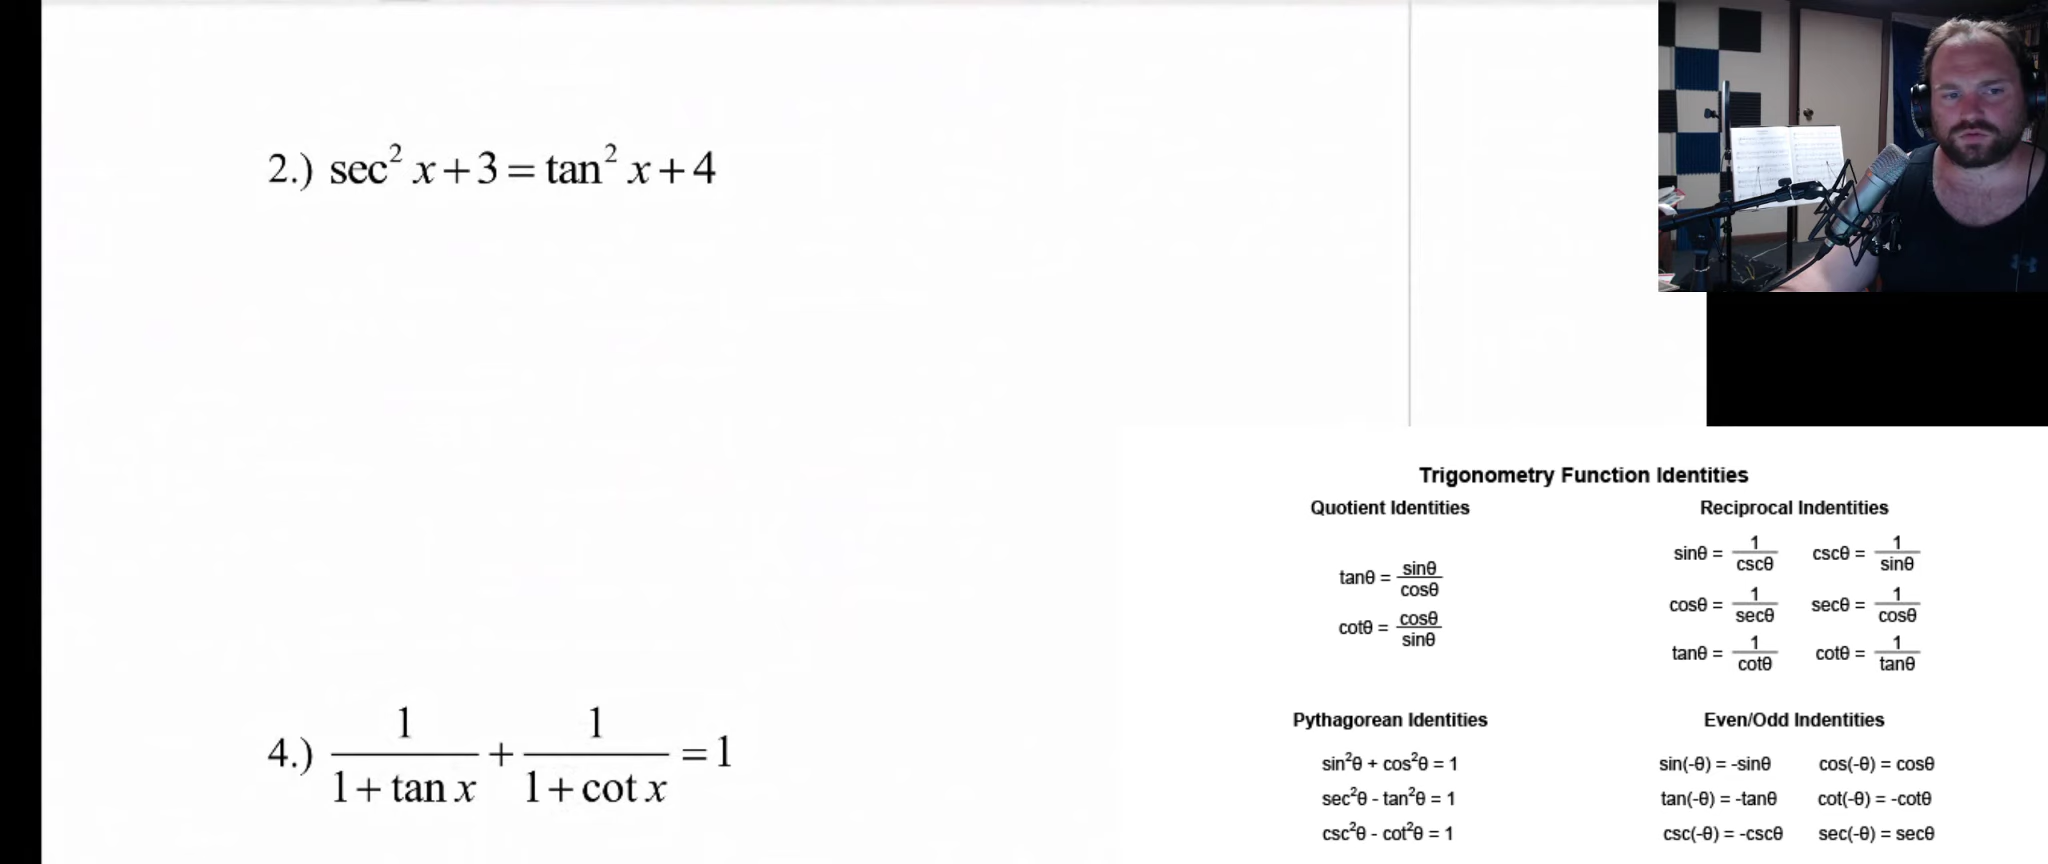 2.) sec² x + 3 = tan² x + 4
4.) 1/(1 + tan x) + 1/(1 + cot x) = 1
Trigonometry Function Identities
Quotient Identities
tanθ = sinθ/cosθ
cotθ = cosθ/sinθ
Reciprocal Indentities
sinθ = 1/cscθ cscθ = 1/sinθ
cosθ = 1/secθ secθ = 1/cosθ
tanθ = 1/cotθ cotθ = 1/tanθ
Pythagorean Identities
sin²θ + cos²θ = 1
sec²θ - tan²θ = 1
csc²θ - cot²θ = 1
Even/Odd Indentities
sin(-θ) = -sinθ cos(-θ) = cosθ
tan(-θ) = -tanθ cot(-θ) = -cotθ
csc(-θ) = -cscθ sec(-θ) = secθ